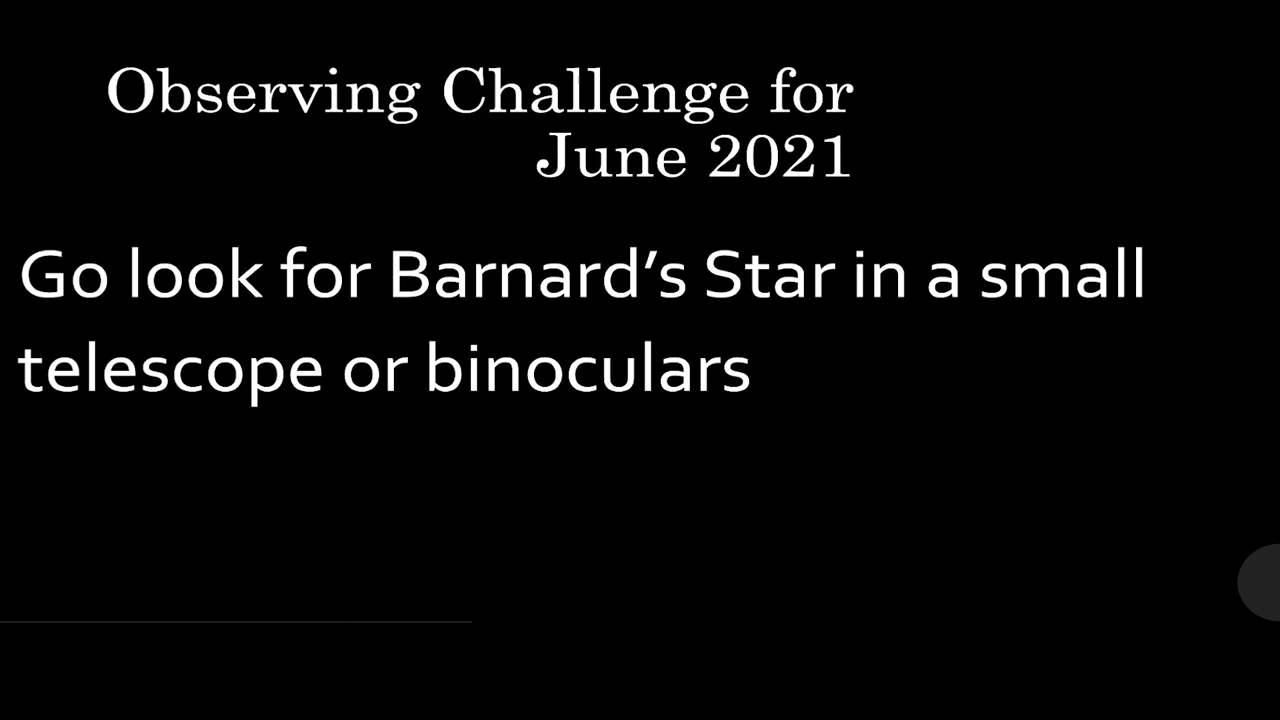 Observing Challenge for
June 2021
Go look for Barnard’s Star in a small
telescope or binoculars